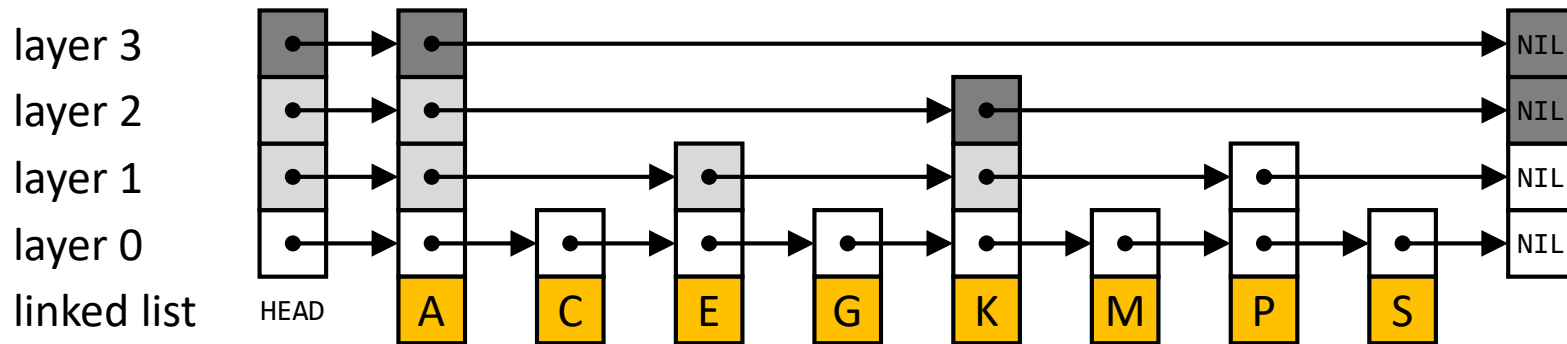 layer 3 NIL
layer 2 NIL
layer 1 NIL
layer 0 NIL
linked list HEAD A C E G K M P S